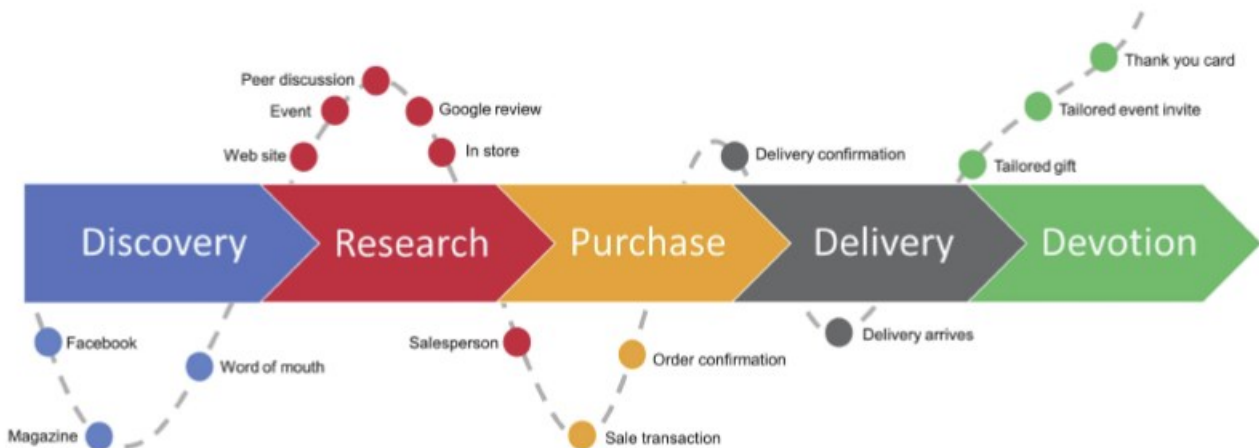 Thank you card
Peer discussion
Event
Google review
Tailored event invite
Web site
In store
Delivery confirmation
Tailored gift
Discovery
Research
Purchase
Delivery
Devotion
Facebook
Salesperson
Delivery arrives
Word of mouth
Order confirmation
Magazine
Sale transaction